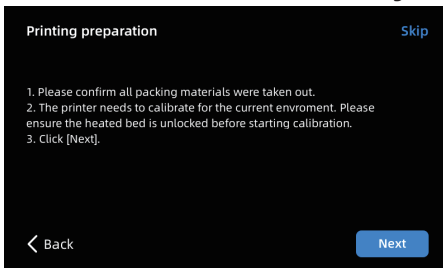 Printing preparation
Skip
1. Please confirm all packing materials were taken out.
2. The printer needs to calibrate for the current enviroment. Please
ensure the heated bed is unlocked before starting calibration.
3. Click [Next].
Back
Next